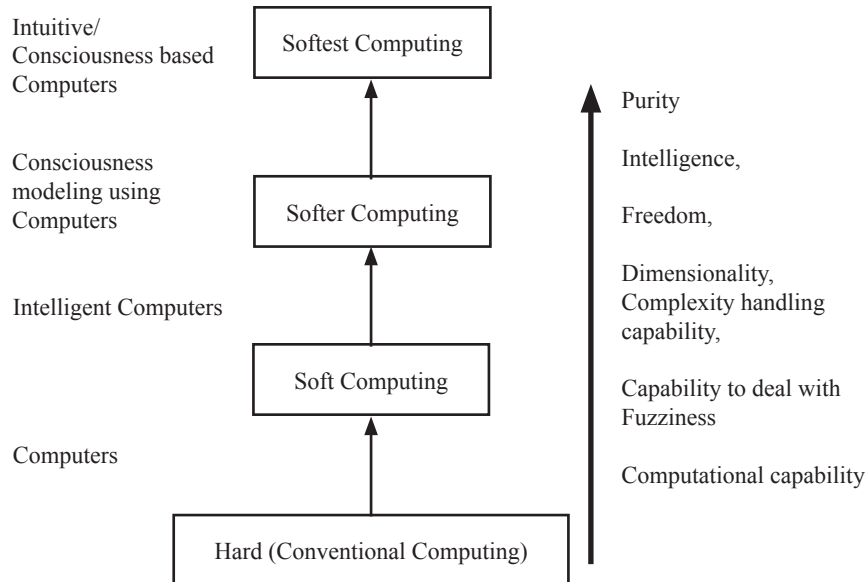 Intuitive/
Consciousness based
Computers
Softest Computing
Purity
Consciousness
modeling using
Computers
Intelligence,
Softer Computing
Freedom,
Dimensionality,
Complexity handling
capability,
Intelligent Computers
Soft Computing
Capability to deal with
Fuzziness
Computers
Computational capability
Hard (Conventional Computing)